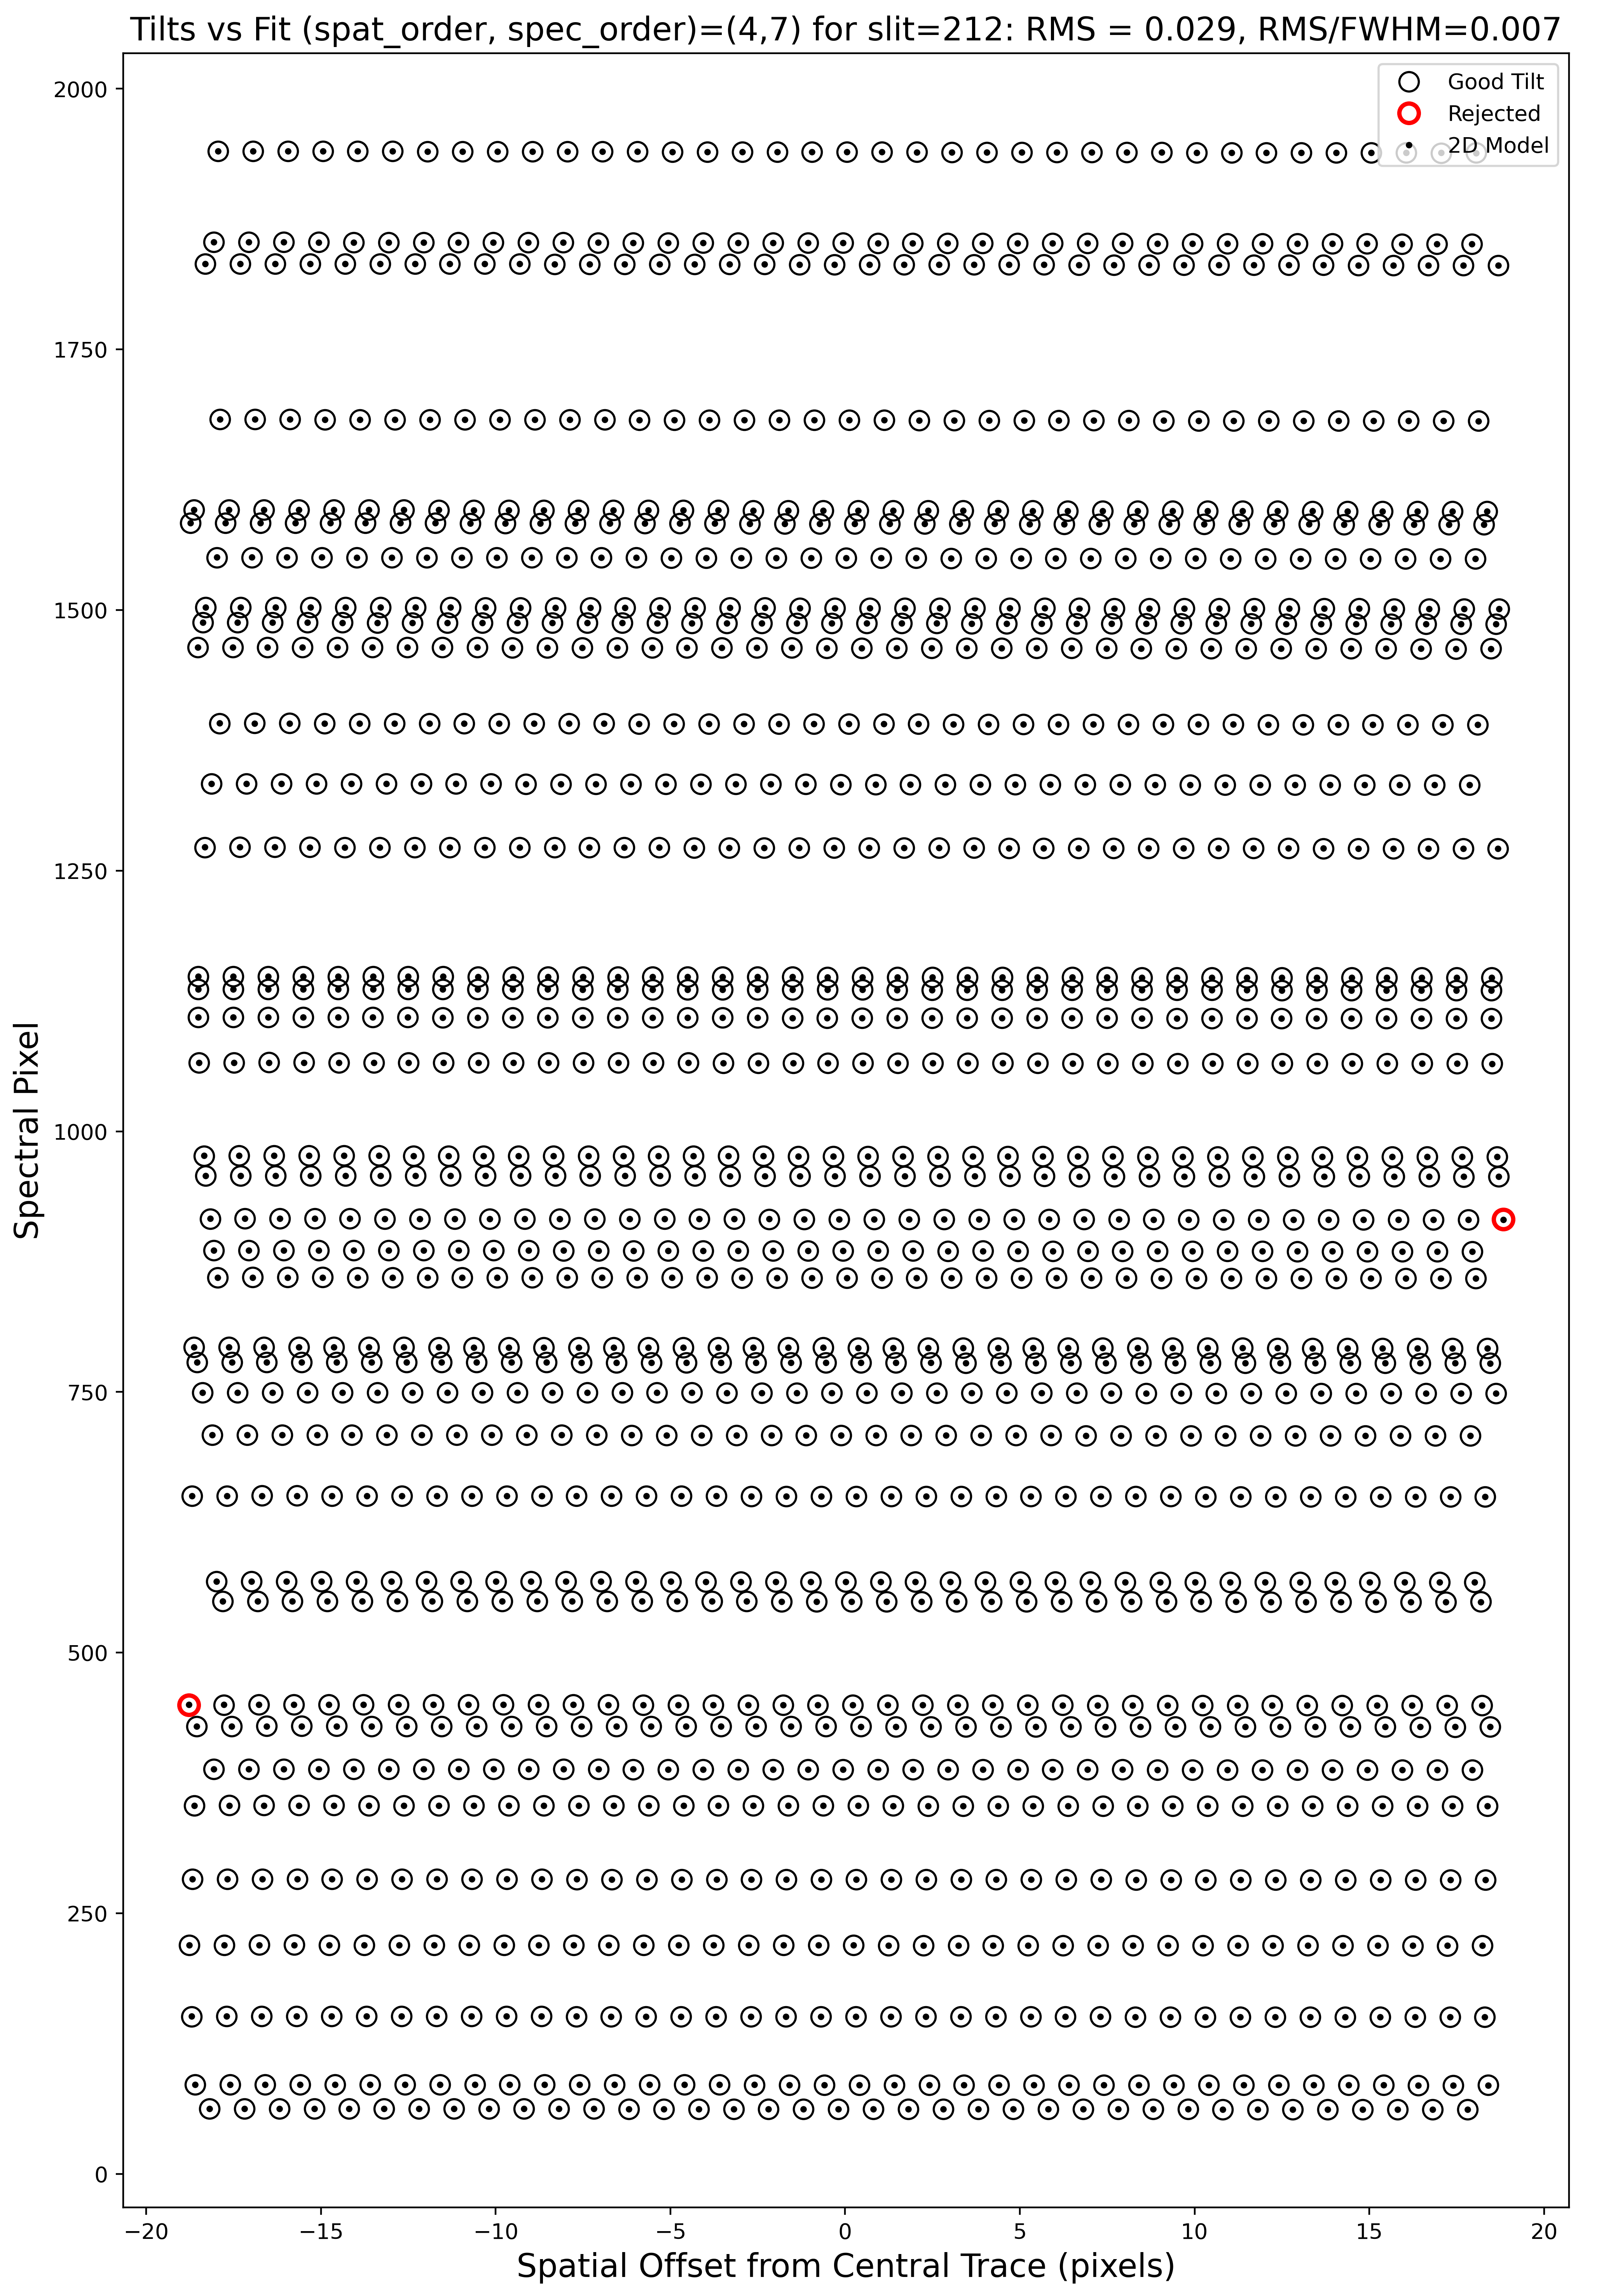 Tilts vs Fit (spat_order, spec_order)=(4,7) for slit=212: RMS = 0.029, RMS/FWHM=0.007
Good Tilt
Rejected
2D Model
2000
1750
1500
1250
1000
750
500
250
0
Spectral Pixel
−20 −15 −10 −5 0 5 10 15 20
Spatial Offset from Central Trace (pixels)